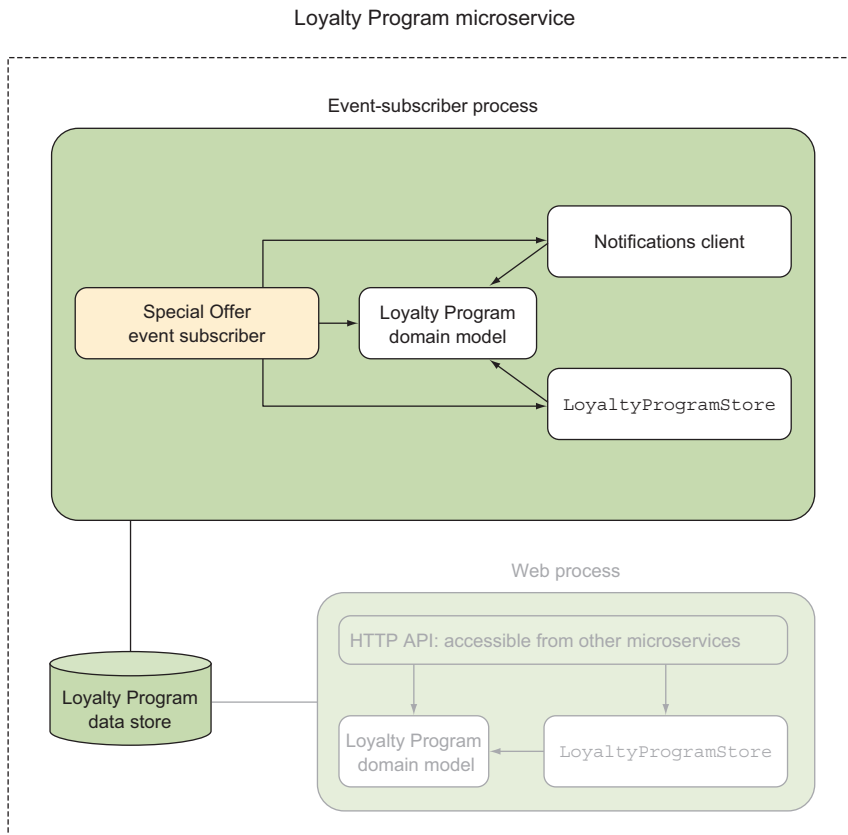 Loyalty Program microservice
Event-subscriber process
Notifications client
Special Offer
event subscriber
Loyalty Program
domain model
LoyaltyProgramStore
Web process
HTTP API: accessible from other microservices
Loyalty Program
data store
Loyalty Program
domain model
LoyaltyProgramStore